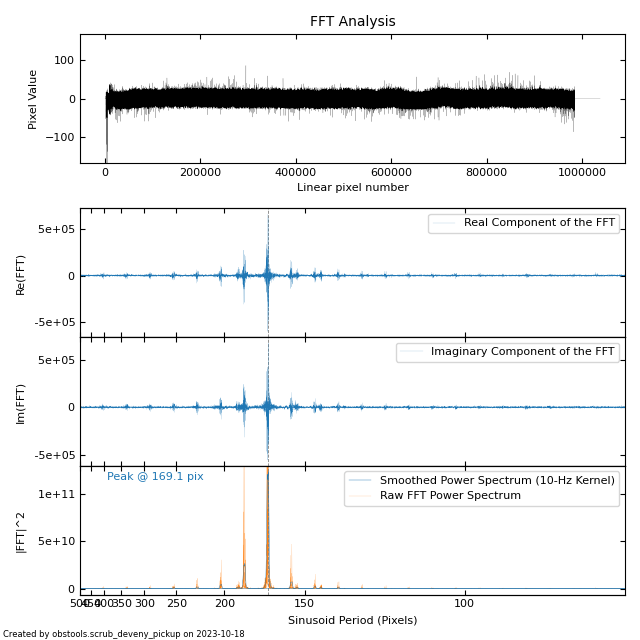 FFT Analysis
100
0
−100
Pixel Value
0 200000 400000 600000 800000 1000000
Linear pixel number
5e+05
0
-5e+05
Re(FFT)
Real Component of the FFT
5e+05
0
-5e+05
Im(FFT)
Imaginary Component of the FFT
Peak @ 169.1 pix
Smoothed Power Spectrum (10-Hz Kernel)
Raw FFT Power Spectrum
1e+11
5e+10
0
|FFT|^2
500 450 400 350 300 250 200 150 100
Sinusoid Period (Pixels)
Created by obstools.scrub_deveny_pickup on 2023-10-18